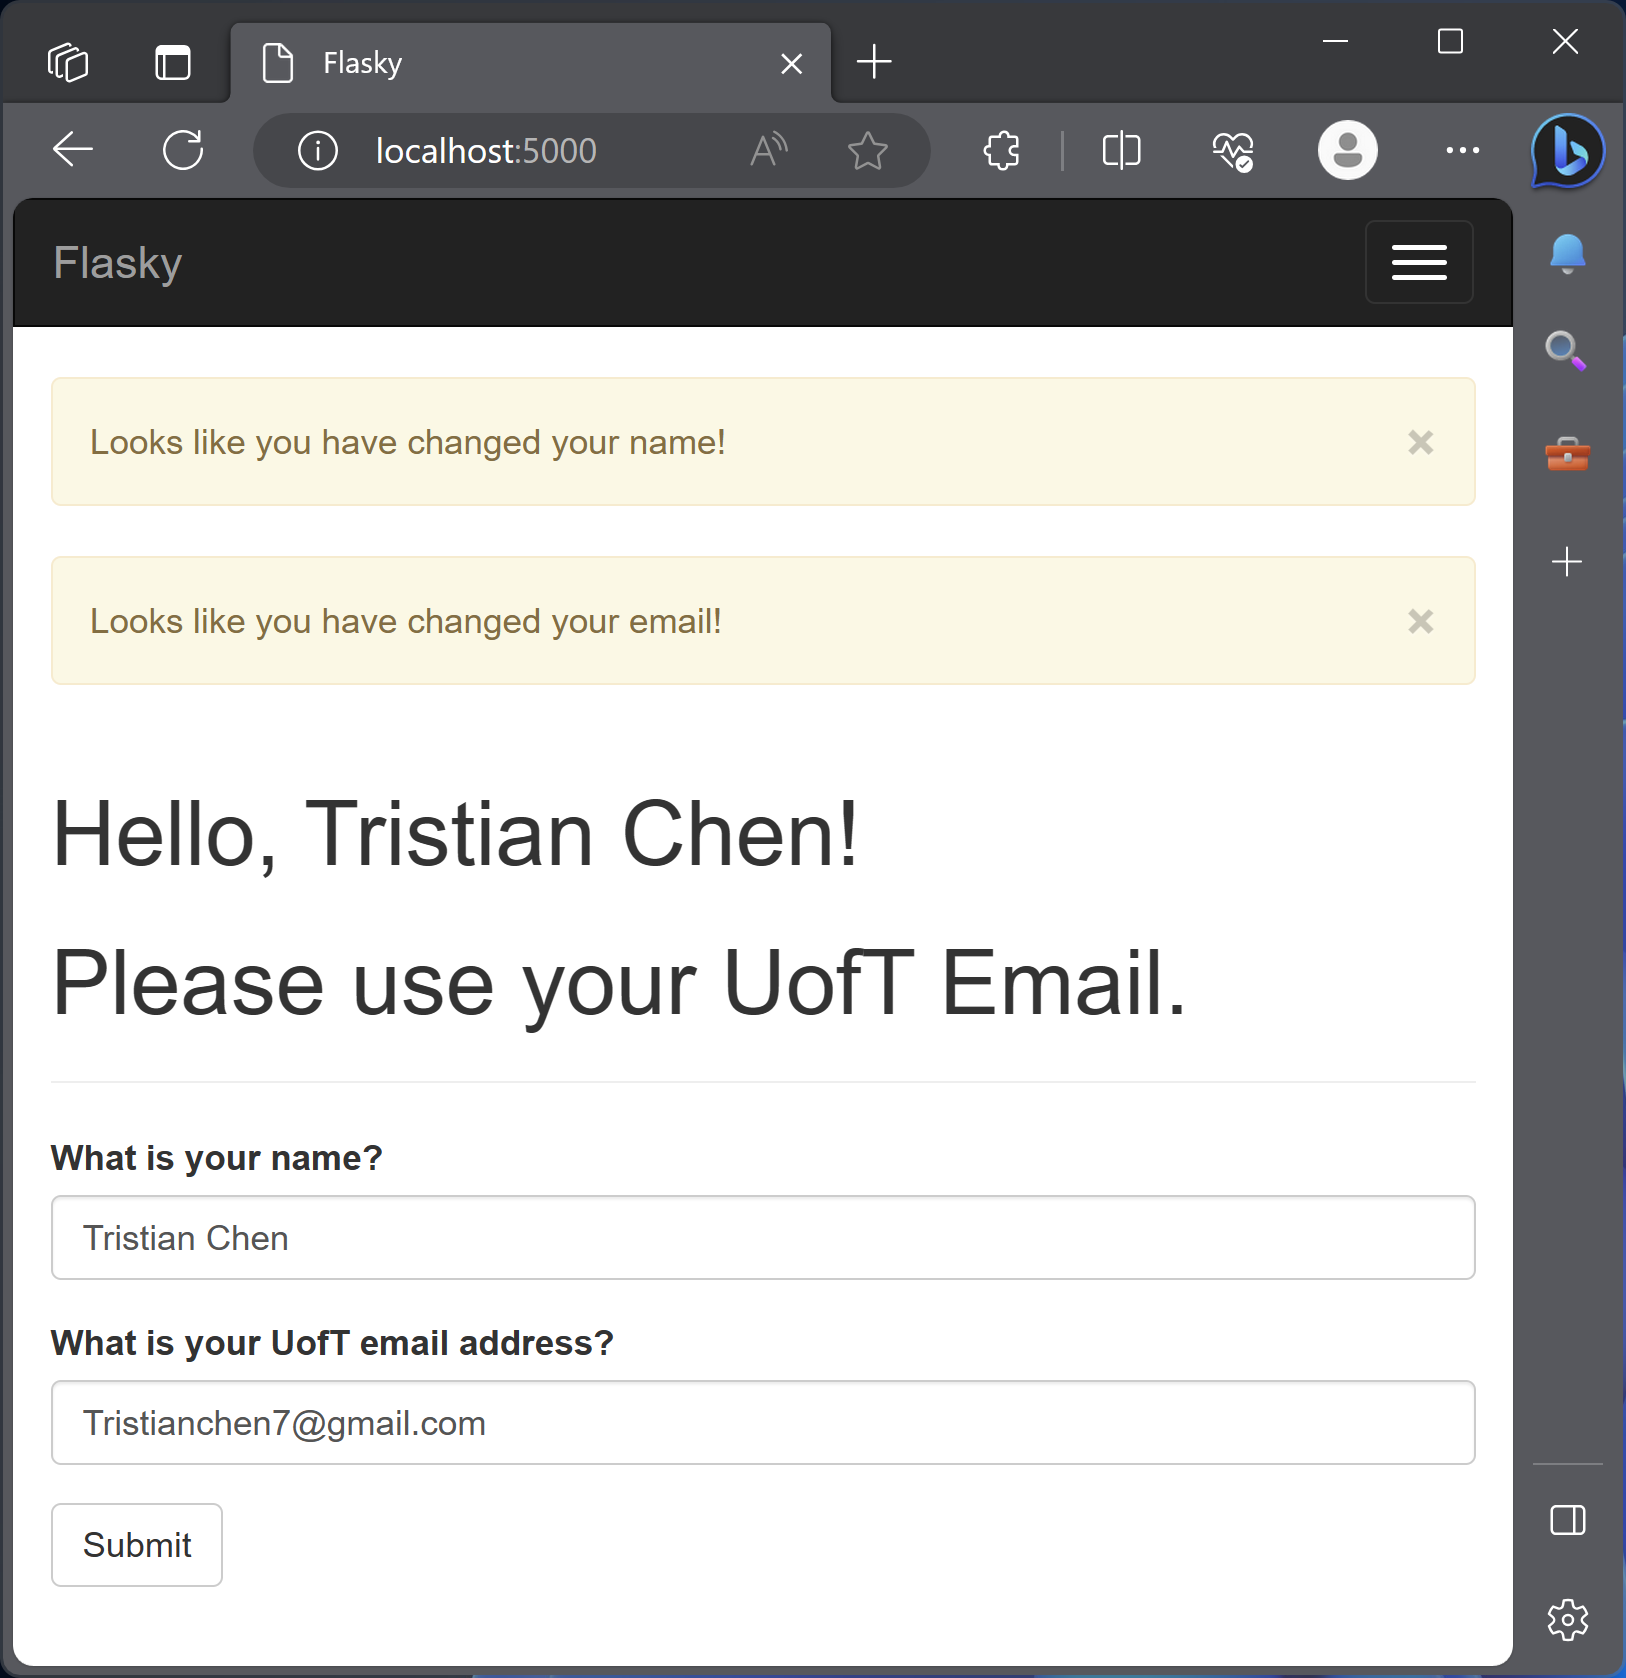 Flasky
localhost:5000
Flasky
Looks like you have changed your name!
Looks like you have changed your email!
Hello, Tristian Chen!
Please use your UofT Email.
What is your name?
Tristian Chen
What is your UofT email address?
Tristianchen7@gmail.com
Submit